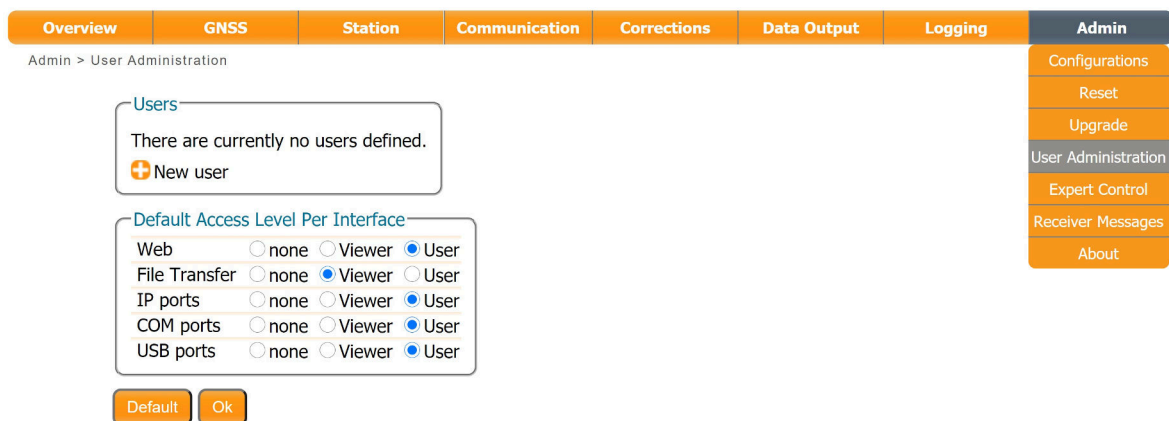 Overview GNSS Station Communication Corrections Data Output Logging Admin
Admin > User Administration
Configurations
Reset
Upgrade
User Administration
Expert Control
Receiver Messages
About
Users
There are currently no users defined.
New user
Default Access Level Per Interface
Web none Viewer User
File Transfer none Viewer User
IP ports none Viewer User
COM ports none Viewer User
USB ports none Viewer User
Default Ok